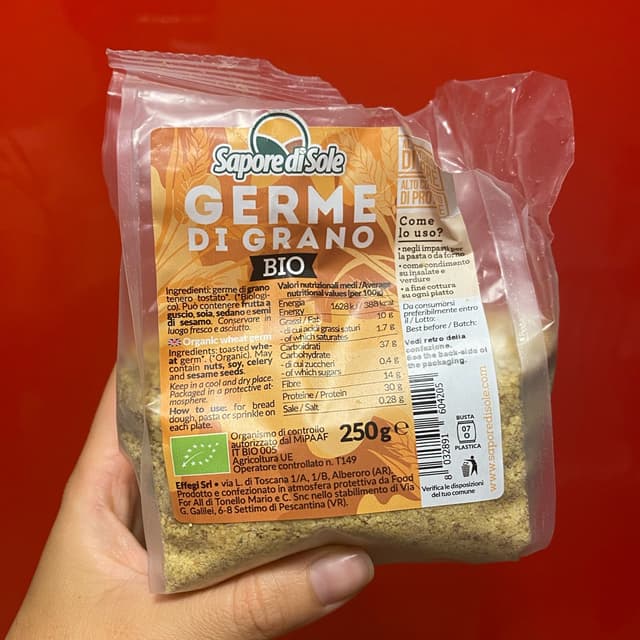 Sapore di Sole
GERME
DI GRANO
BIO
ALTO
DI PRO
Come
lo uso?
• negli impasti per
la pasta o da forno
• come condimento
su insalate e
verdure
• a fine cottura
su ogni piatto
Da consumarsi
preferibilmente entro
il / Lotto:
Best before / Batch:
Vedi retro della
confezione.
See the back-side of
the packaging.
Ingredienti: germe di grano
tenero tostato*. (*Biologi-
co). Può contenere frutta a
guscio, soia, sedano e semi
di sesamo. Conservare in
luogo fresco e asciutto.
Organic wheat germ
Ingredients: toasted whe-
at germ*. (*Organic). May
contain nuts, soy, celery
and sesame seeds.
Keep in a cool and dry place.
Packaged in a protective at-
mosphere.
How to use: for bread
dough, pasta or sprinkle on
each plate.
Valori nutrizionali medi / Average
nutritional values (per 100g)
Energia 1628 kJ / 388 kcal
Energy
Grassi / Fat 10 g
- di cui acidi grassi saturi 1.7 g
- of which saturates
Carboidrati 37 g
Carbohydrate
- di cui zuccheri 0.4 g
- of which sugars
Fibre 14 g
Proteine / Protein 30 g
Sale / Salt 0.28 g
Organismo di controllo
autorizzato dal MiPAAF
IT BIO 005
Agricoltura UE
Operatore controllato n. T149
250g e
Effegi Srl • via L. di Toscana 1/A, 1/B, Alberoro (AR).
Prodotto e confezionato in atmosfera protettiva da Food
For All di Tonello Mario e C. Snc nello stabilimento di Via
G. Galilei, 6-8 Settimo di Pescantina (VR).
8 032891 604205
BUSTA
07
PLASTICA
Verifica le disposizioni
del tuo comune
www.saporedisole.com